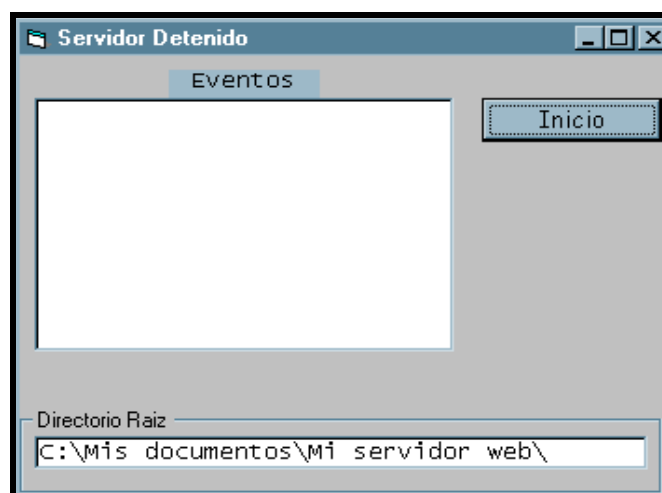 Servidor Detenido
Eventos
Inicio
Directorio Raiz
C:\Mis documentos\Mi servidor web\